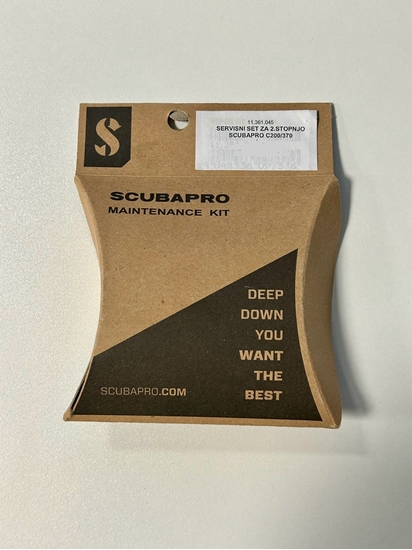 S
11.361.045
SERVISNI SET ZA 2.STOPNJO
SCUBAPRO C200/370
SCUBAPRO
MAINTENANCE KIT
DEEP
DOWN
YOU
WANT
THE
BEST
SCUBAPRO.COM